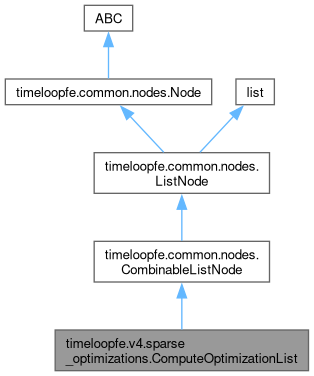 ABC
timeloopfe.common.nodes.Node
list
timeloopfe.common.nodes.
ListNode
timeloopfe.common.nodes.
CombinableListNode
timeloopfe.v4.sparse
_optimizations.ComputeOptimizationList